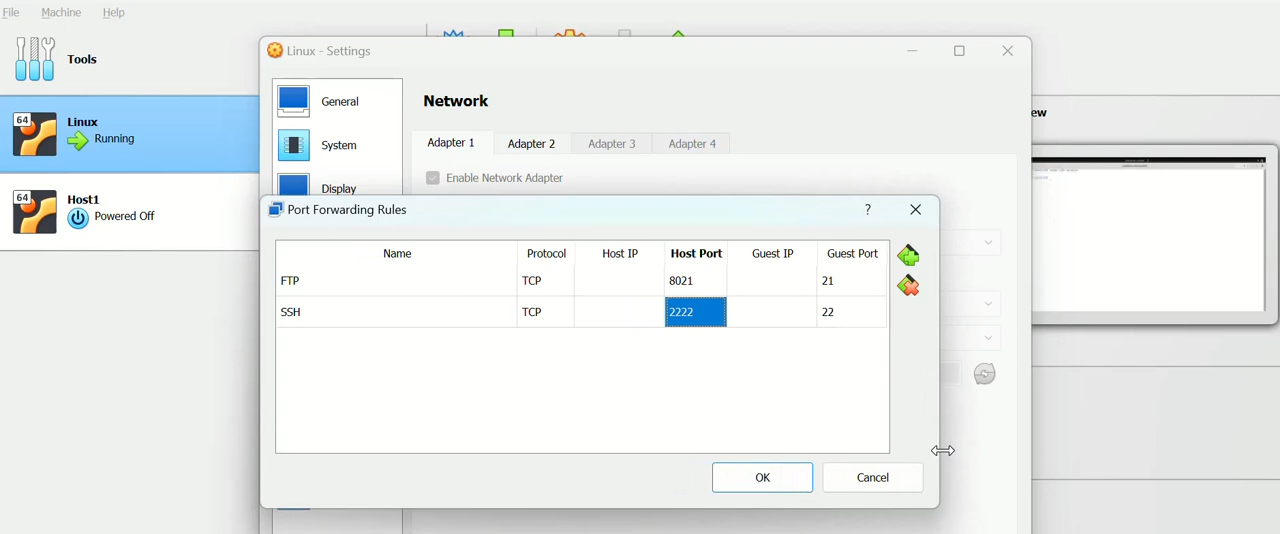 File Machine Help
Tools
Linux - Settings
General
Network
64 Linux
Running
System
Adapter 1 Adapter 2 Adapter 3 Adapter 4
Display
Enable Network Adapter
64 Host1
Powered Off
Port Forwarding Rules ?
Name Protocol Host IP Host Port Guest IP Guest Port
FTP TCP 8021 21
SSH TCP 2222 22
OK Cancel
ew